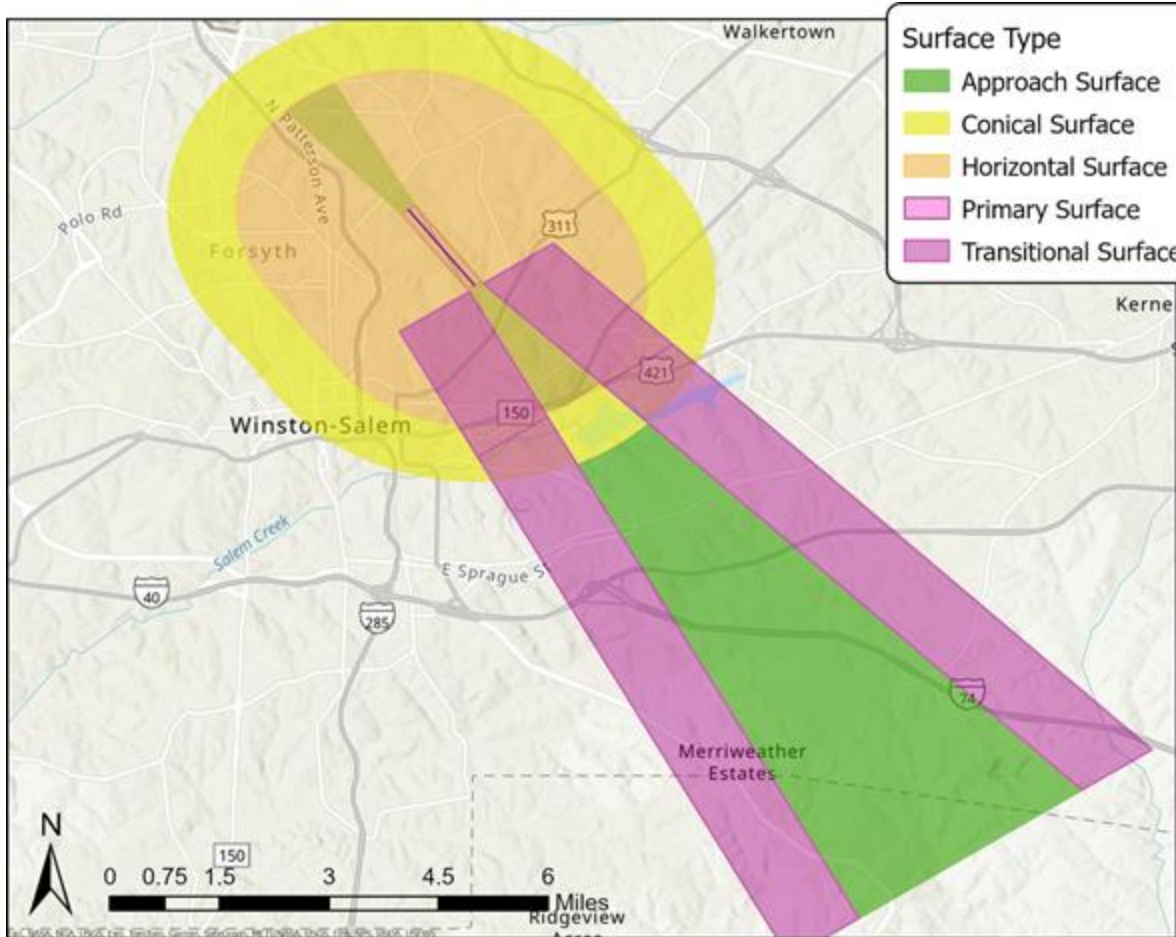 Walkertown
Surface Type
Approach Surface
Conical Surface
Horizontal Surface
Primary Surface
Transitional Surface
N Patterson Ave
Polo Rd
Forsyth
311
Kerne
421
150
Winston-Salem
Salem Creek
E Sprague St
40
285
74
Merriweather
Estates
N
150
0 0.75 1.5 3 4.5 6
Miles
Ridgeview